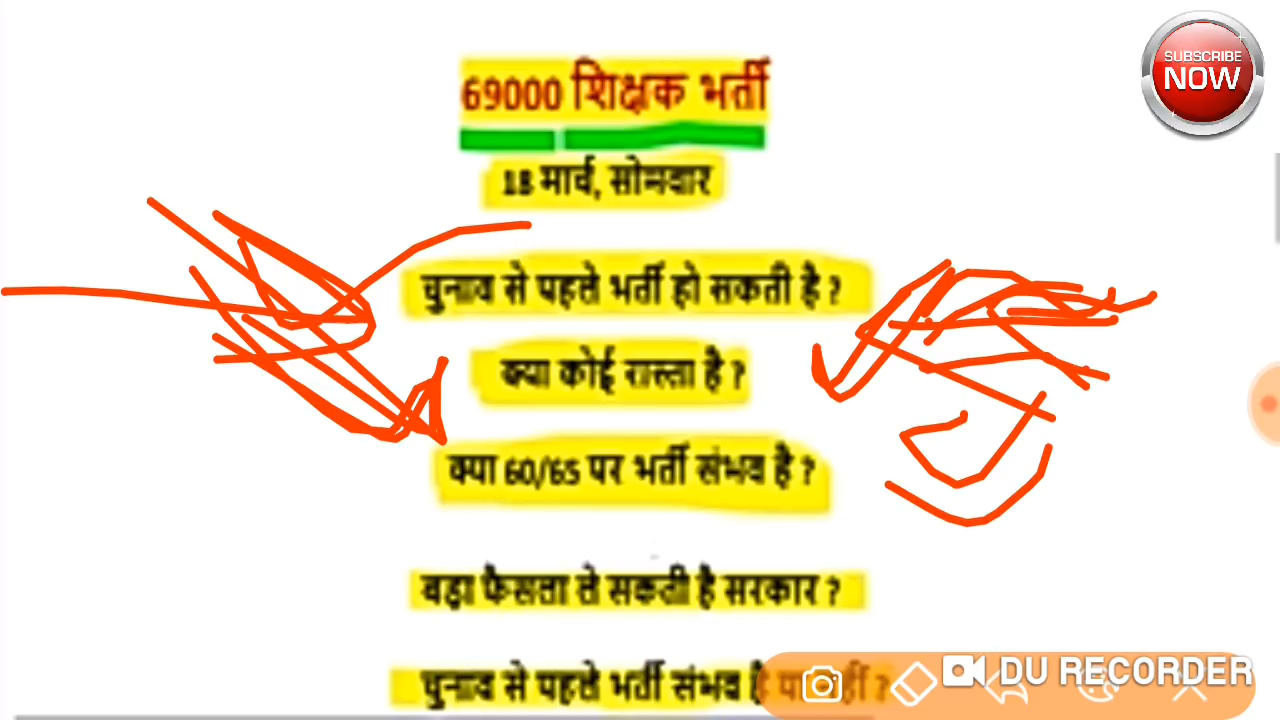 SUBSCRIBE
NOW
69000 शिक्षक भर्ती
18 मार्च, सोमवार
चुनाव से पहले भर्ती हो सकती है ?
क्या कोई रास्ता है ?
क्या 60/65 पर भर्ती संभव है ?
बड़ा फैसला ले सकती है सरकार ?
चुनाव से पहले भर्ती संभव है या नहीं ?
DU RECORDER